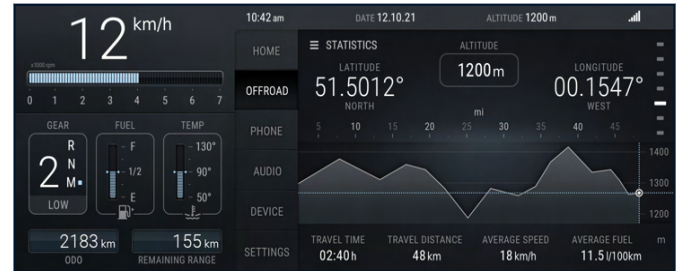 12 km/h
x1000 rpm
0 1 2 3 4 5 6 7
GEAR FUEL TEMP
R
N
M
2
LOW
F
1/2
E
130°
90°
50°
2183 km
ODO
155 km
REMAINING RANGE
10:42 am
DATE 12.10.21
ALTITUDE 1200 m
HOME
OFFROAD
PHONE
AUDIO
DEVICE
SETTINGS
STATISTICS
LATITUDE
51.5012°
NORTH
ALTITUDE
1200 m
LONGITUDE
00.1547°
WEST
mi
5 10 15 20 25 30 35 40 45
1400
1300
1200
m
TRAVEL TIME
02:40 h
TRAVEL DISTANCE
48 km
AVERAGE SPEED
18 km/h
AVERAGE FUEL
11.5 l/100km